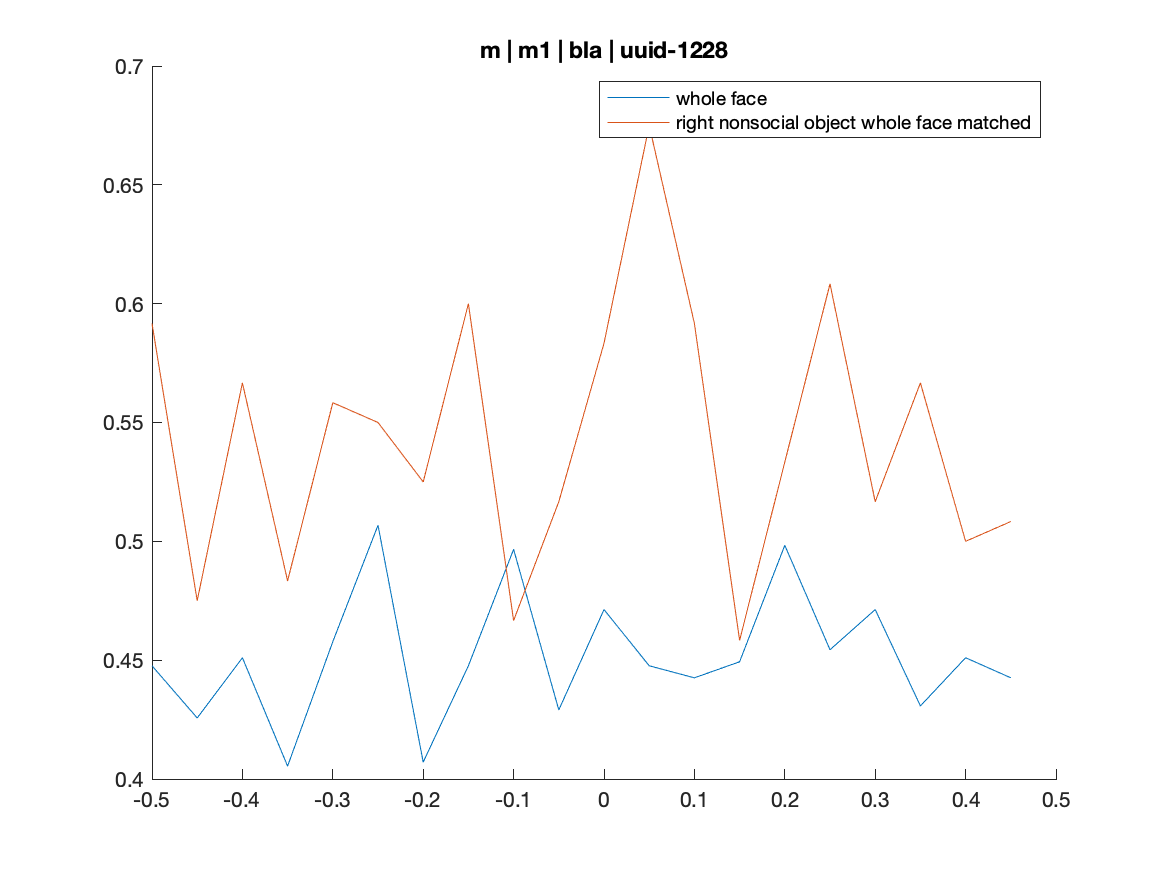 m | m1 | bla | uuid-1228
whole face
right nonsocial object whole face matched
0.7
0.65
0.6
0.55
0.5
0.45
0.4
-0.5 -0.4 -0.3 -0.2 -0.1 0 0.1 0.2 0.3 0.4 0.5